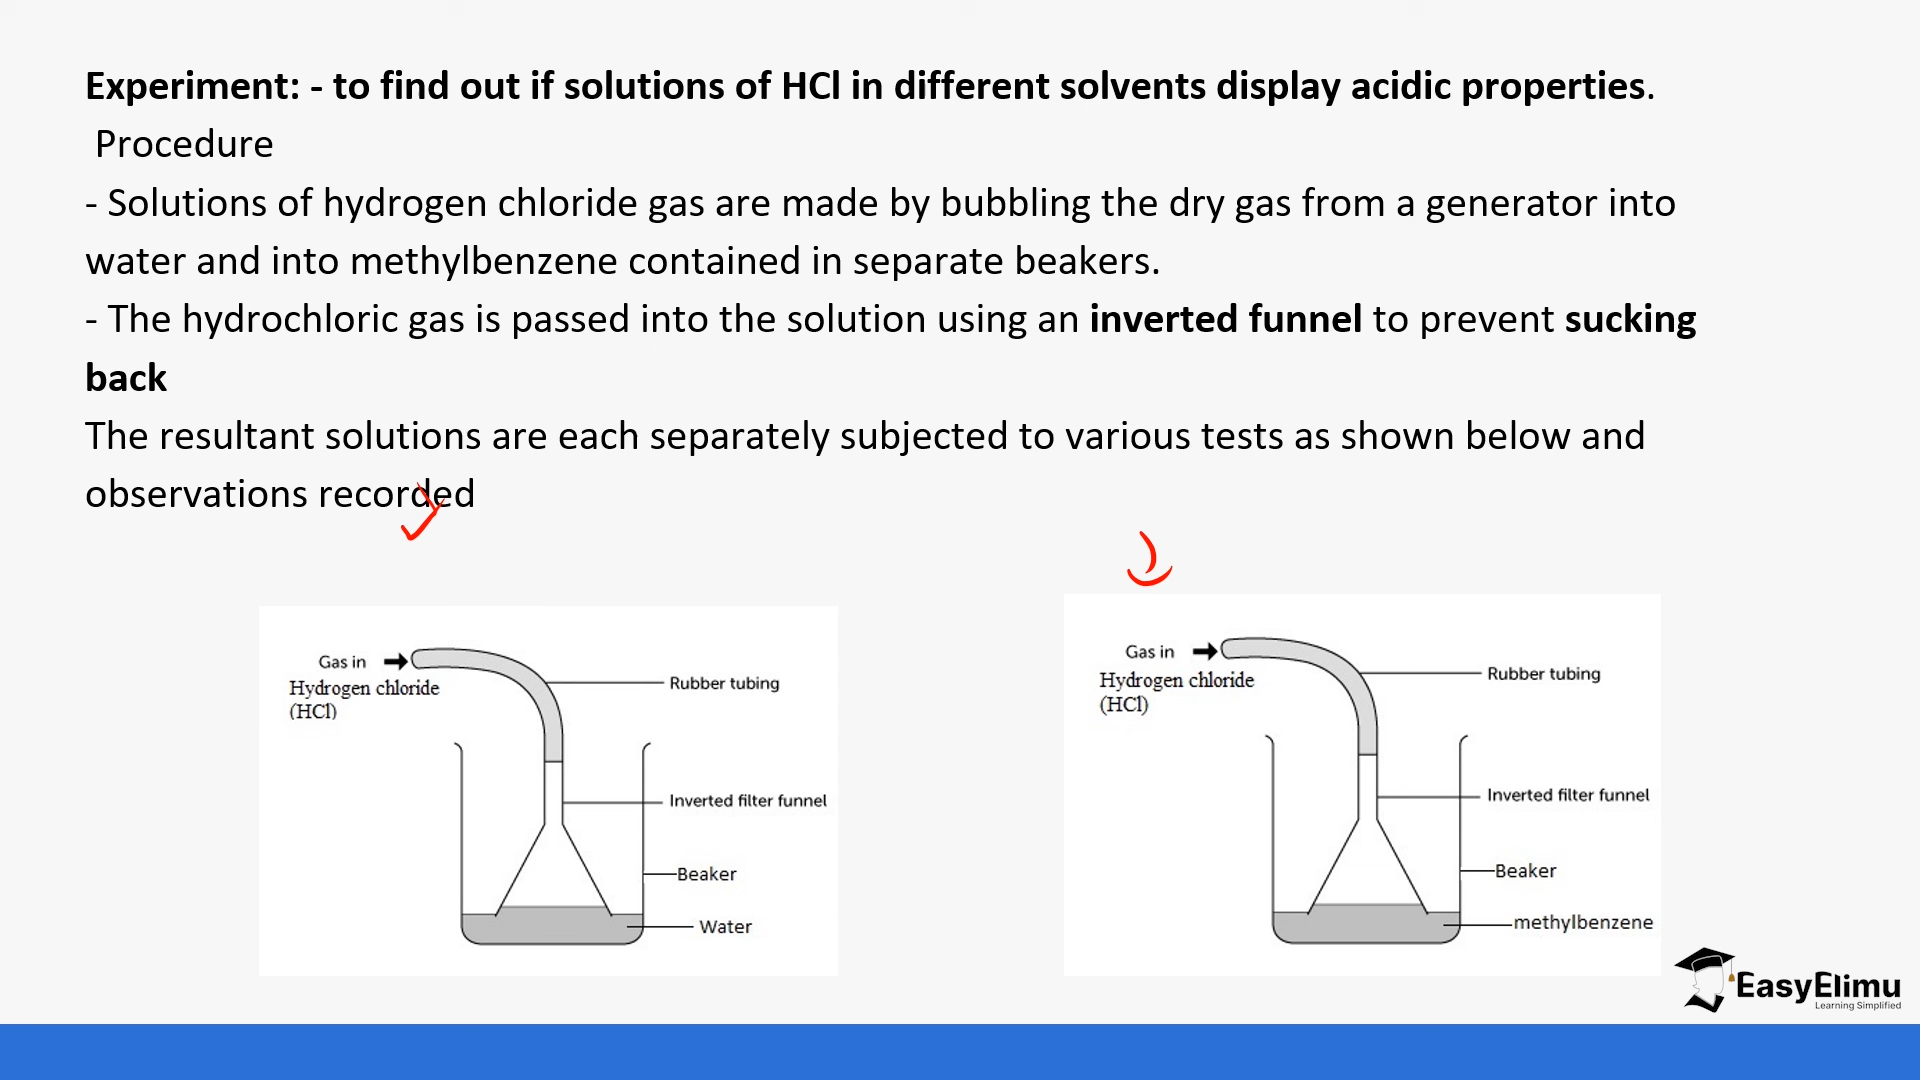 Experiment: - to find out if solutions of HCl in different solvents display acidic properties.
Procedure
- Solutions of hydrogen chloride gas are made by bubbling the dry gas from a generator into
water and into methylbenzene contained in separate beakers.
- The hydrochloric gas is passed into the solution using an inverted funnel to prevent sucking
back
The resultant solutions are each separately subjected to various tests as shown below and
observations recorded
Gas in
Hydrogen chloride
(HCl)
Rubber tubing
Inverted filter funnel
Beaker
Water
Gas in
Hydrogen chloride
(HCl)
Rubber tubing
Inverted filter funnel
Beaker
methylbenzene
EasyElimu
Learning Simplified